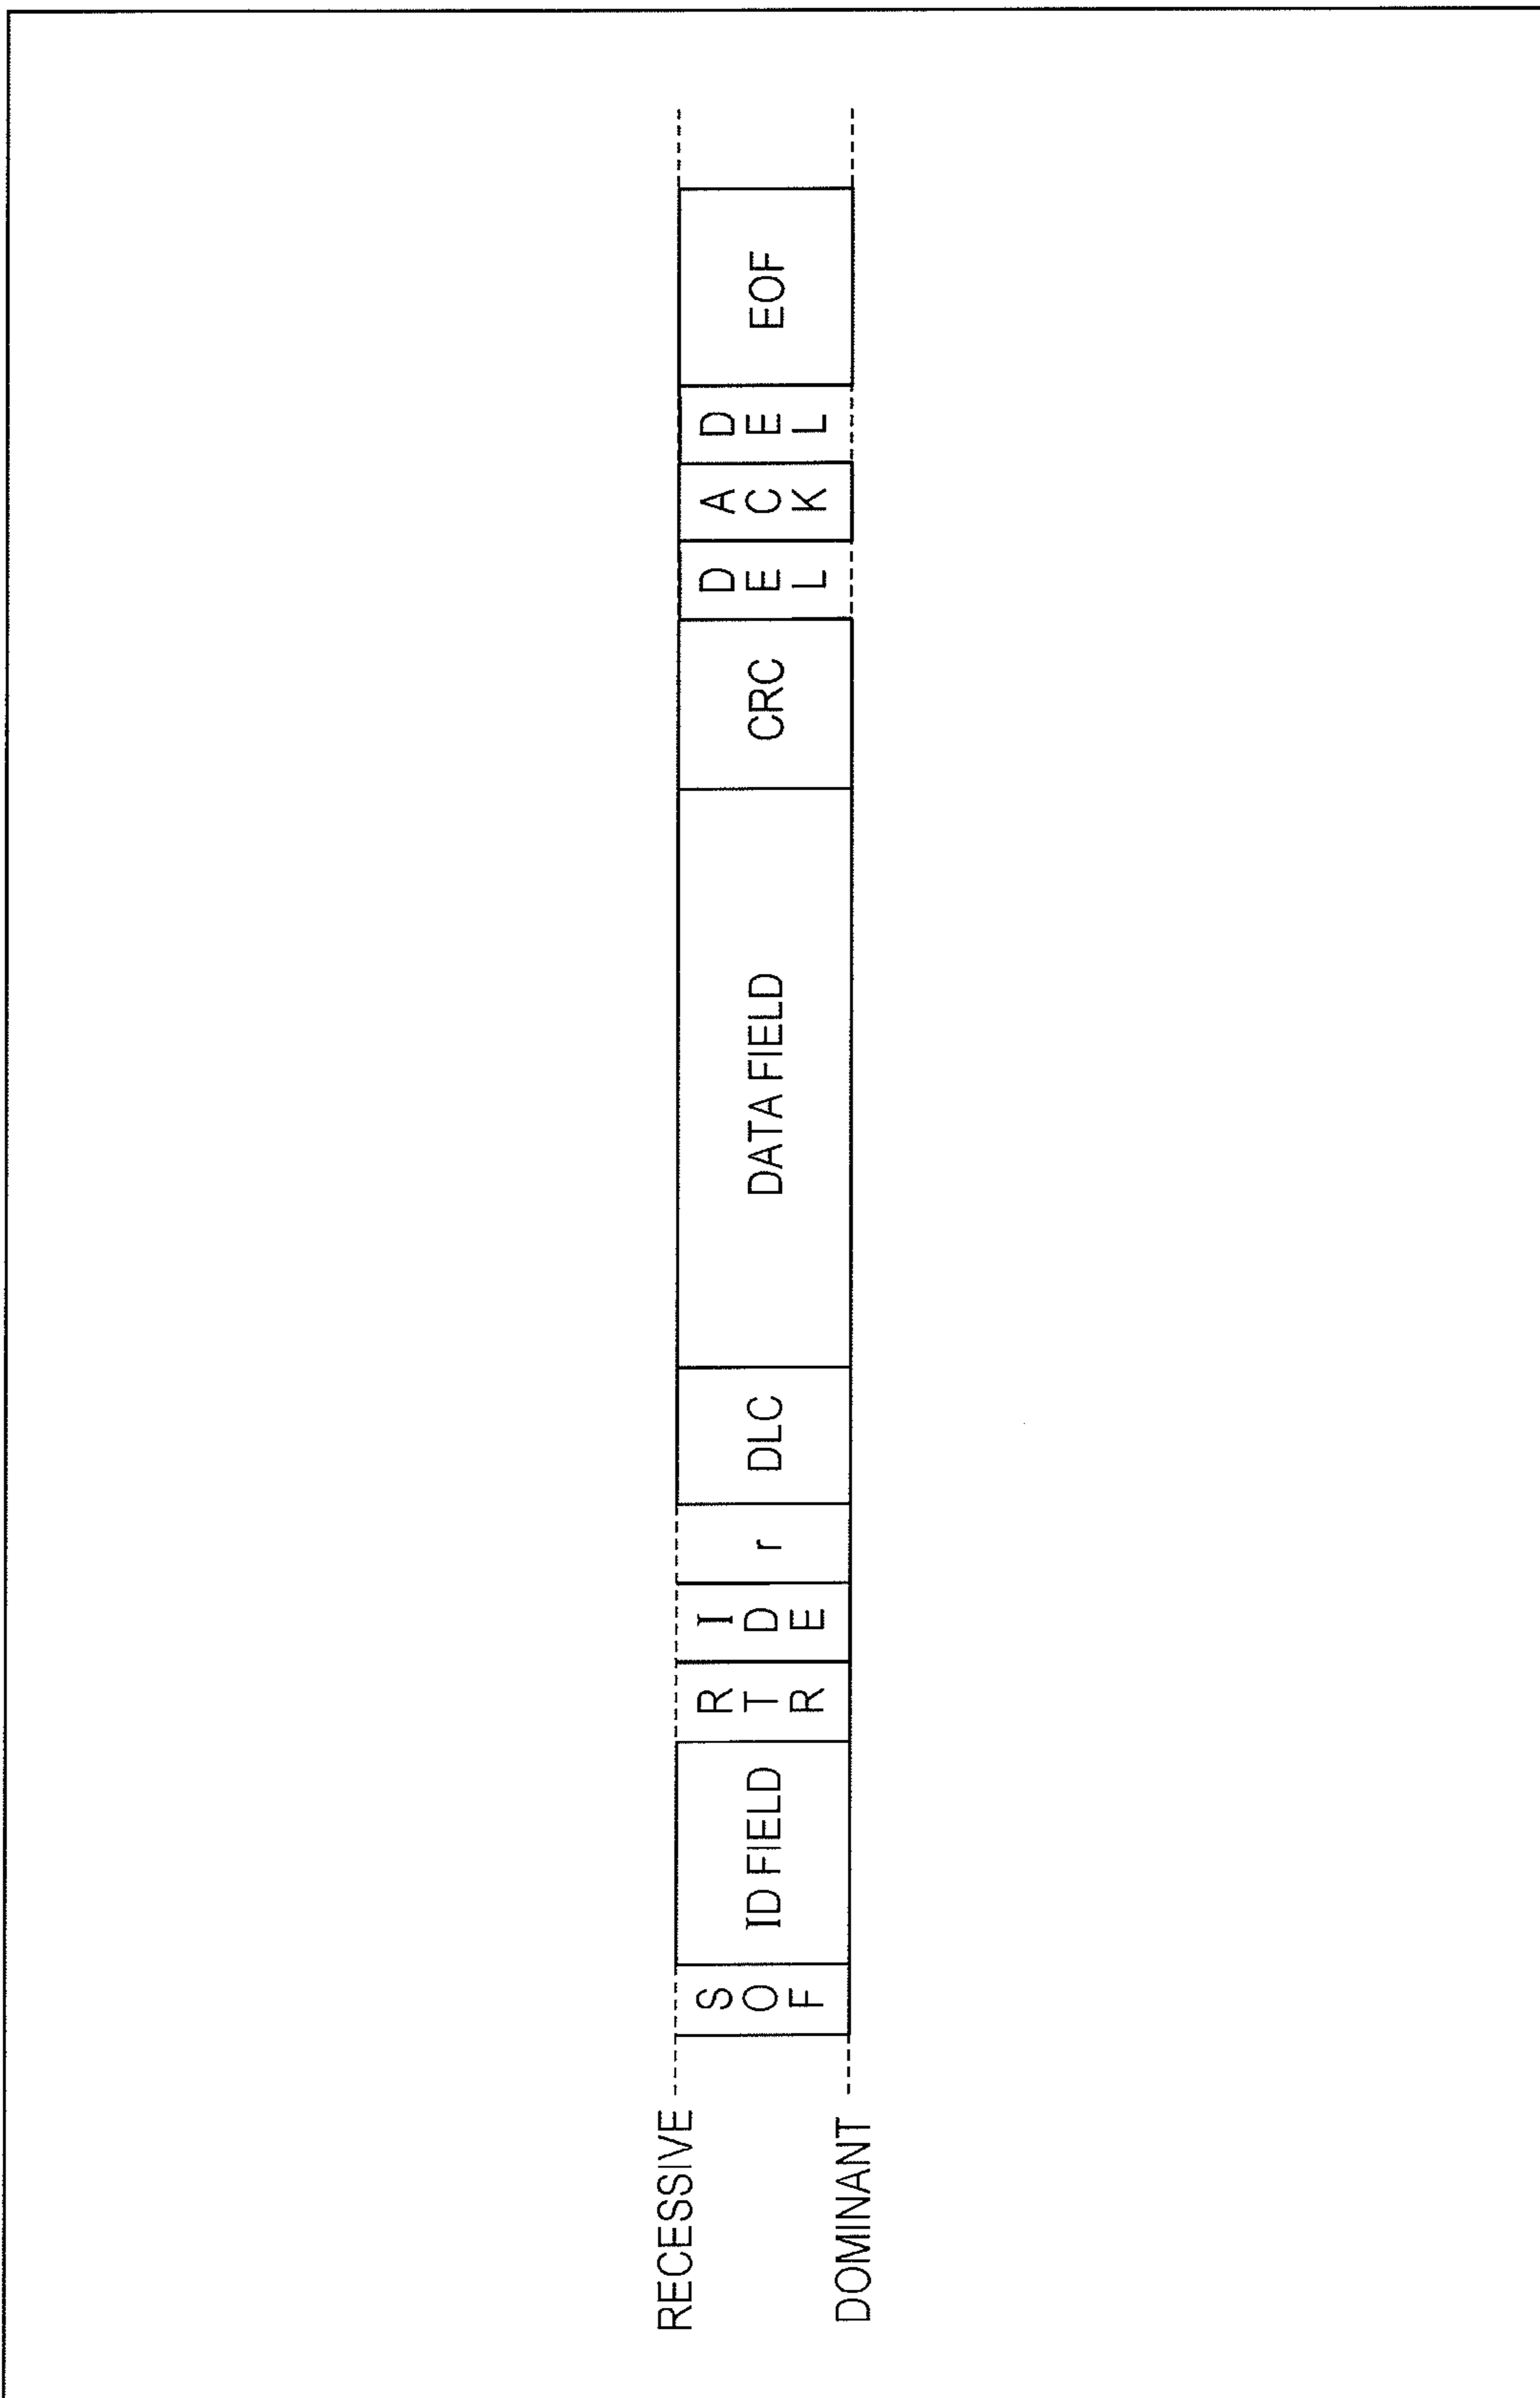 RECESSIVE
DOMINANT
SOF
ID FIELD
RTR
IDE
r
DLC
DATA FIELD
CRC
DEL
ACK
DEL
EOF